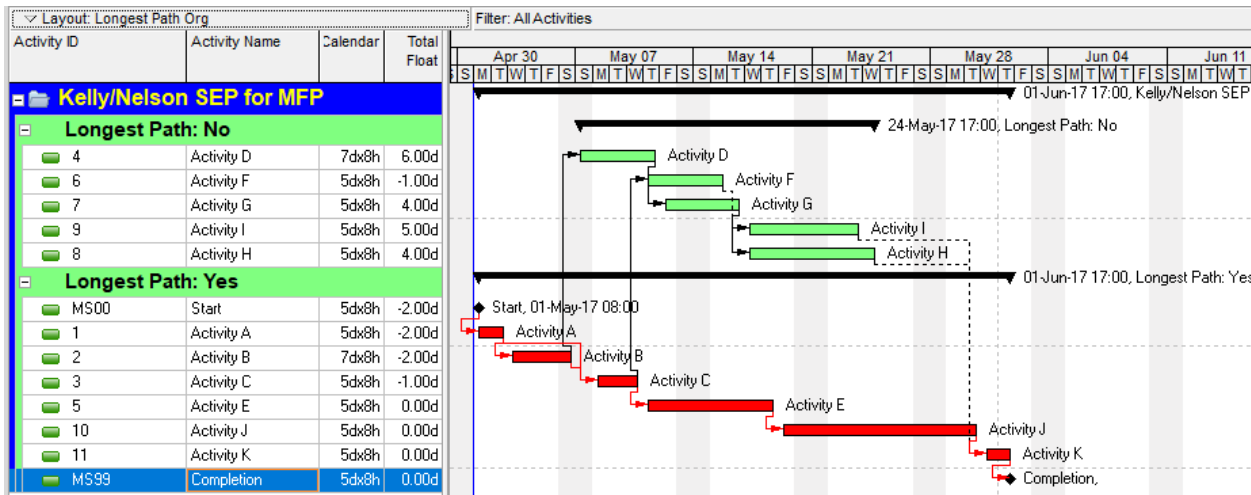 Layout: Longest Path Org Filter: All Activities
Activity ID Activity Name Calendar Total Float
Apr 30 May 07 May 14 May 21 May 28 Jun 04 Jun 11
S S M T W T F S S M T W T F S S M T W T F S S M T W T F S S M T W T F S S M T W T F S S M T W T
Kelly/Nelson SEP for MFP 01-Jun-17 17:00, Kelly/Nelson SEP
Longest Path: No 24-May-17 17:00, Longest Path: No
4 Activity D 7dx8h 6.00d Activity D
6 Activity F 5dx8h -1.00d Activity F
7 Activity G 5dx8h 4.00d Activity G
9 Activity I 5dx8h 5.00d Activity I
8 Activity H 5dx8h 4.00d Activity H
Longest Path: Yes 01-Jun-17 17:00, Longest Path: Yes
MS00 Start 5dx8h -2.00d Start, 01-May-17 08:00
1 Activity A 5dx8h -2.00d Activity A
2 Activity B 7dx8h -2.00d Activity B
3 Activity C 5dx8h -1.00d Activity C
5 Activity E 5dx8h 0.00d Activity E
10 Activity J 5dx8h 0.00d Activity J
11 Activity K 5dx8h 0.00d Activity K
MS99 Completion 5dx8h 0.00d Completion,